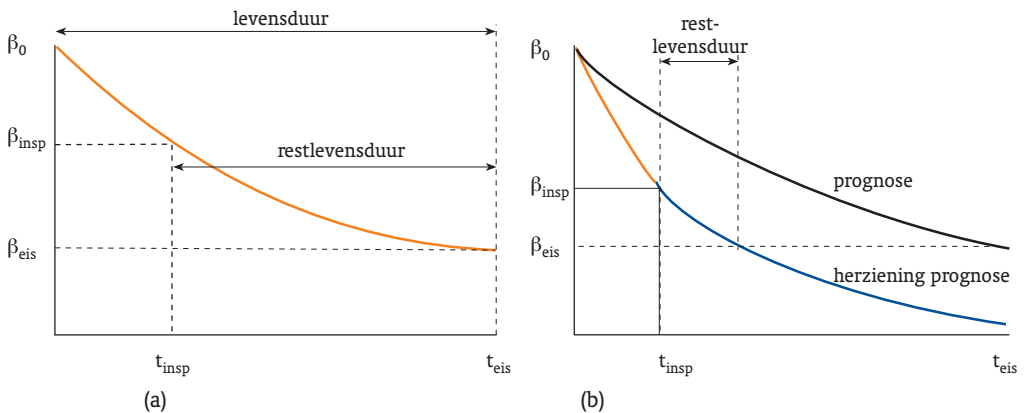 levensduur
β0
βinsp
restlevensduur
βeis
tinsp
teis
(a)
rest-
levensduur
β0
prognose
βinsp
βeis
herziening prognose
tinsp
teis
(b)